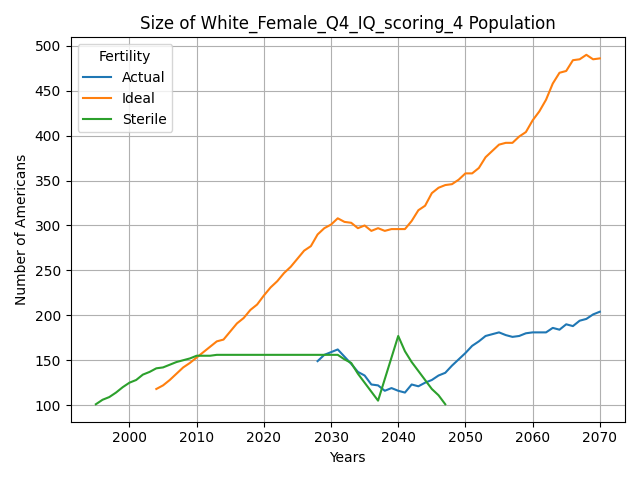 Size of White_Female_Q4_IQ_scoring_4 Population
Fertility
Actual
Ideal
Sterile
Number of Americans
500
450
400
350
300
250
200
150
100
2000 2010 2020 2030 2040 2050 2060 2070
Years